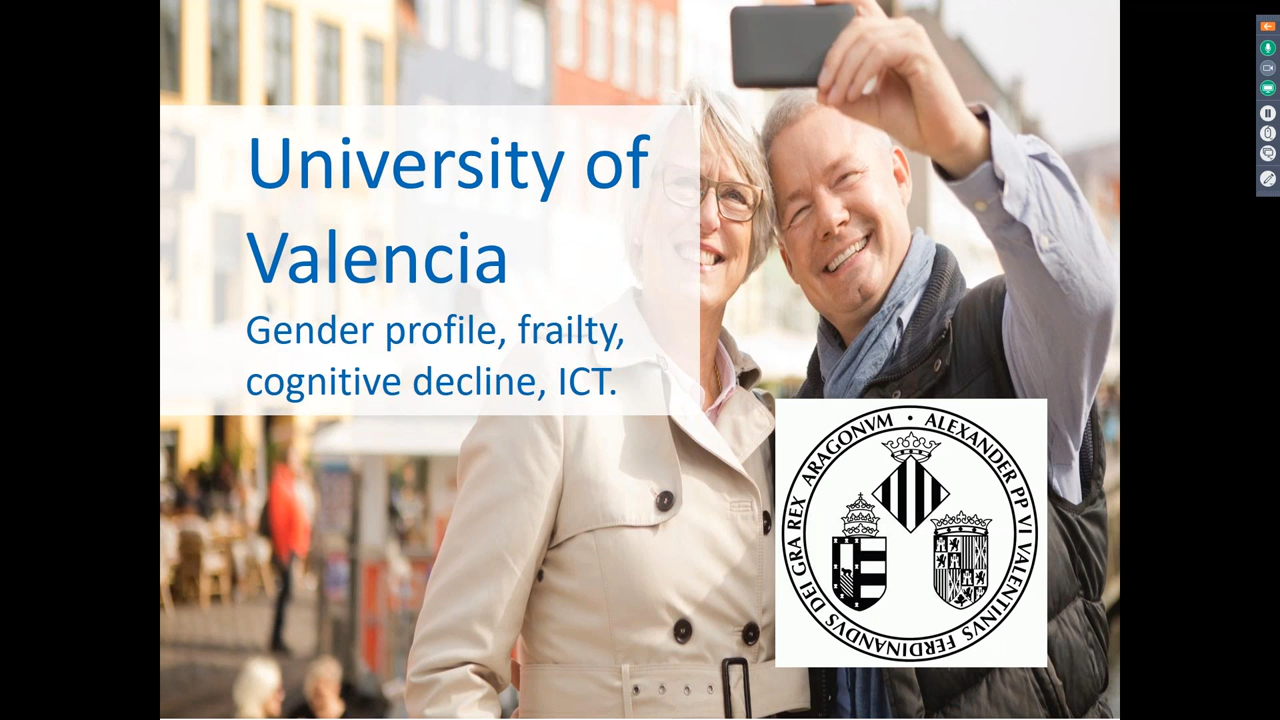 University of
Valencia
Gender profile, frailty,
cognitive decline, ICT.
ALEXANDER PP VI VALENTINVS FERDINANDVS DEI GRA REX ARAGONVM •